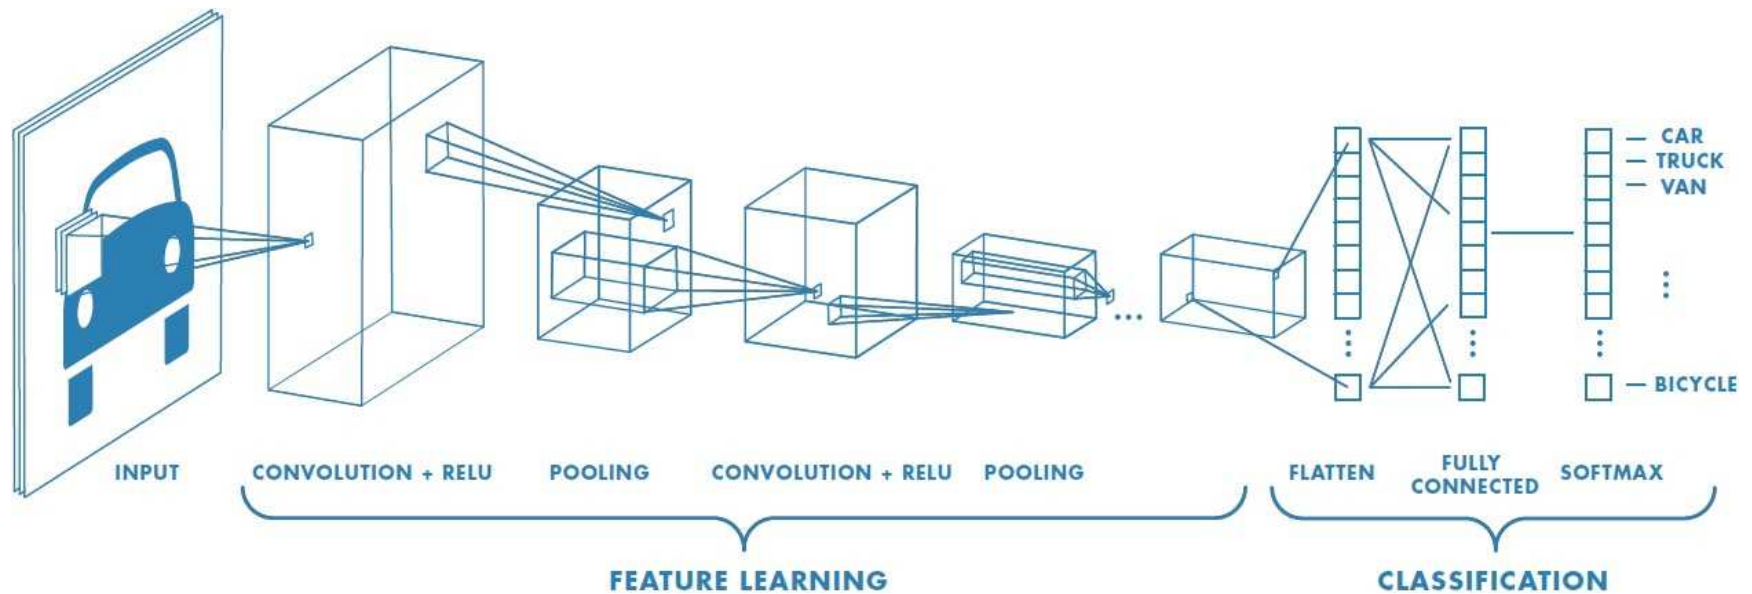 CAR
TRUCK
VAN
BICYCLE
INPUT
CONVOLUTION + RELU
POOLING
CONVOLUTION + RELU
POOLING
FLATTEN
FULLY
CONNECTED
SOFTMAX
FEATURE LEARNING
CLASSIFICATION